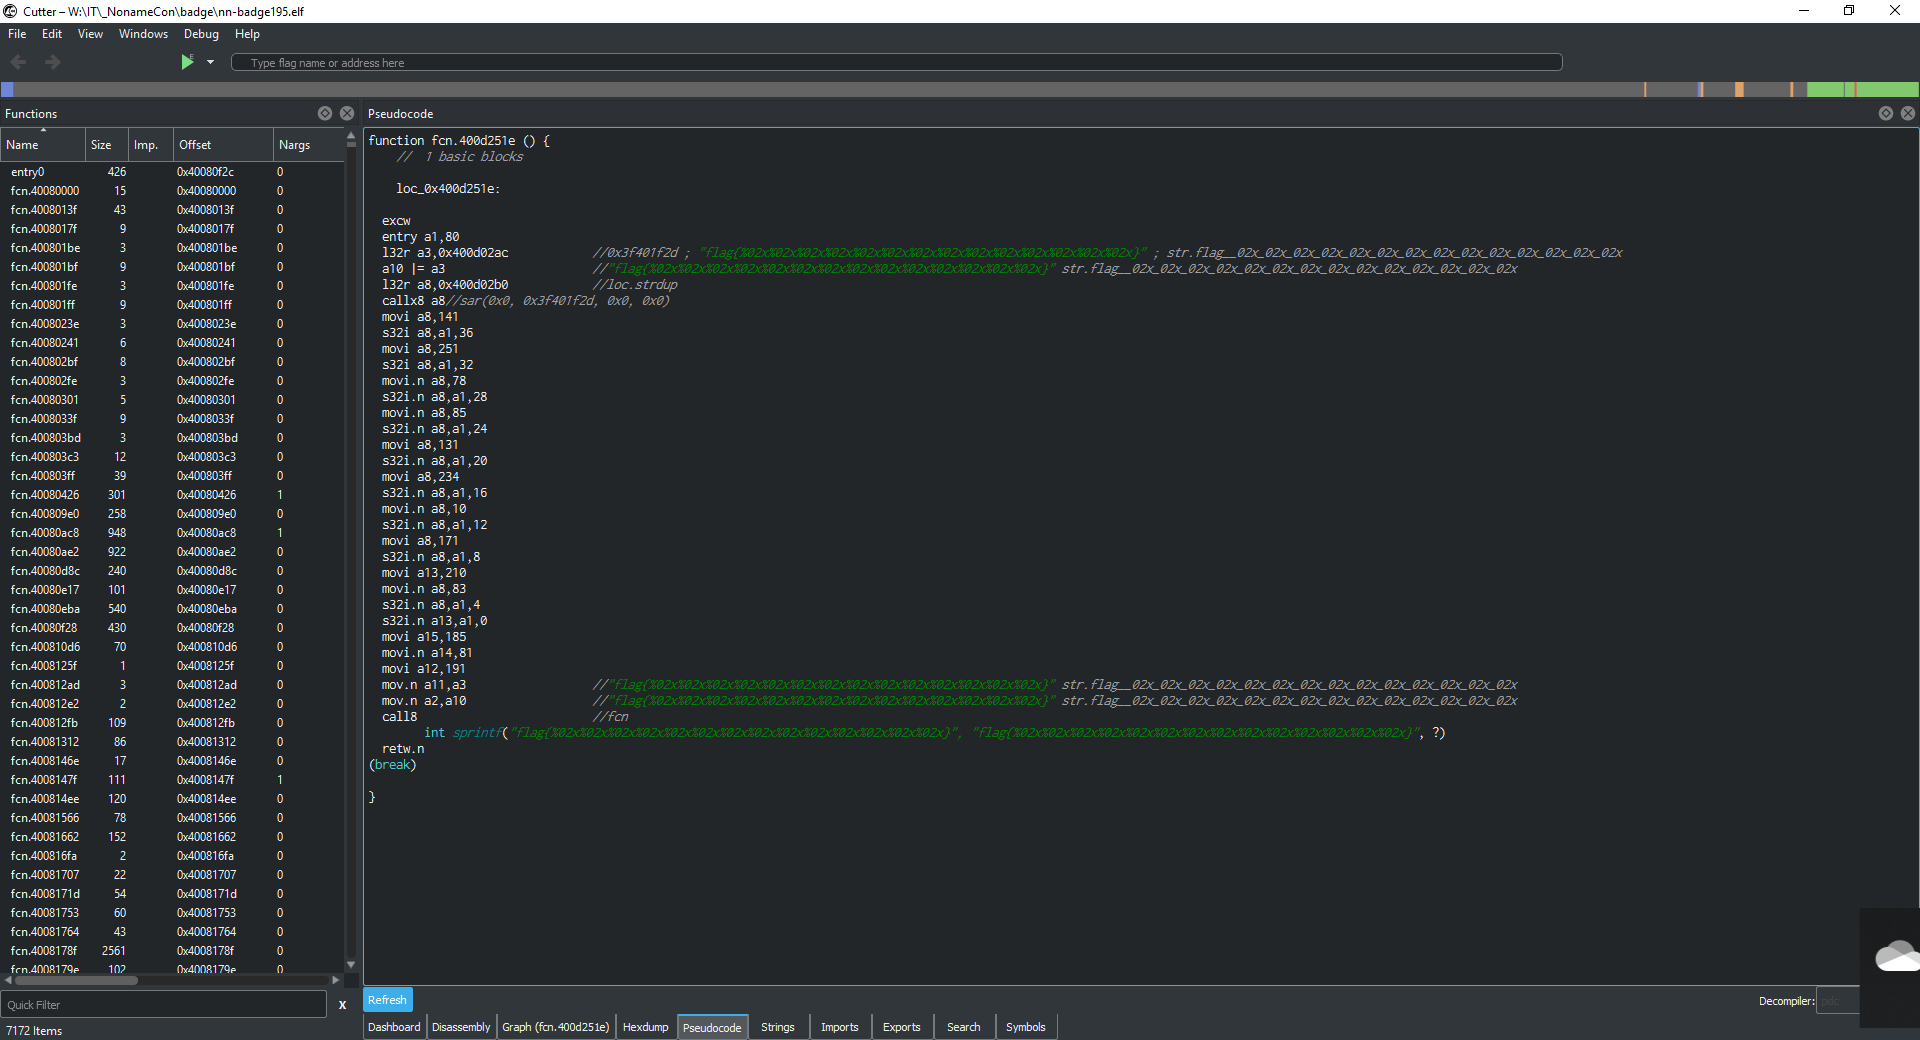 Cutter – W:\IT\_NonameCon\badge\nn-badge195.elf
File Edit View Windows Debug Help
Type flag name or address here
Functions
Name Size Imp. Offset Nargs
entry0 426 0x40080f2c 0
fcn.40080000 15 0x40080000 0
fcn.4008013f 43 0x4008013f 0
fcn.4008017f 9 0x4008017f 0
fcn.400801be 3 0x400801be 0
fcn.400801bf 9 0x400801bf 0
fcn.400801fe 3 0x400801fe 0
fcn.400801ff 9 0x400801ff 0
fcn.4008023e 3 0x4008023e 0
fcn.40080241 6 0x40080241 0
fcn.400802bf 8 0x400802bf 0
fcn.400802fe 3 0x400802fe 0
fcn.40080301 5 0x40080301 0
fcn.4008033f 9 0x4008033f 0
fcn.400803bd 3 0x400803bd 0
fcn.400803c3 12 0x400803c3 0
fcn.400803ff 39 0x400803ff 0
fcn.40080426 301 0x40080426 1
fcn.400809e0 258 0x400809e0 0
fcn.40080ac8 948 0x40080ac8 1
fcn.40080ae2 922 0x40080ae2 0
fcn.40080d8c 240 0x40080d8c 0
fcn.40080e17 101 0x40080e17 0
fcn.40080eba 540 0x40080eba 0
fcn.40080f28 430 0x40080f28 0
fcn.400810d6 70 0x400810d6 0
fcn.4008125f 1 0x4008125f 0
fcn.400812ad 3 0x400812ad 0
fcn.400812e2 2 0x400812e2 0
fcn.400812fb 109 0x400812fb 0
fcn.40081312 86 0x40081312 0
fcn.4008146e 17 0x4008146e 0
fcn.4008147f 111 0x4008147f 1
fcn.400814ee 120 0x400814ee 0
fcn.40081566 78 0x40081566 0
fcn.40081662 152 0x40081662 0
fcn.400816fa 2 0x400816fa 0
fcn.40081707 22 0x40081707 0
fcn.4008171d 54 0x4008171d 0
fcn.40081753 60 0x40081753 0
fcn.40081764 43 0x40081764 0
fcn.4008178f 2561 0x4008178f 0
fcn.4008179e 102 0x4008179e 0
Quick Filter X
7172 Items
Pseudocode
function fcn.400d251e () {
//  1 basic blocks
loc_0x400d251e:
excw
entry a1,80
l32r a3,0x400d02ac //0x3f401f2d ; "flag{%02x%02x%02x%02x%02x%02x%02x%02x%02x%02x%02x%02x%02x%02x}" ; str.flag__02x_02x_02x_02x_02x_02x_02x_02x_02x_02x_02x_02x_02x_02x
a10 |= a3 //"flag{%02x%02x%02x%02x%02x%02x%02x%02x%02x%02x%02x%02x%02x%02x}" str.flag__02x_02x_02x_02x_02x_02x_02x_02x_02x_02x_02x_02x_02x_02x
l32r a8,0x400d02b0 //loc.strdup
callx8 a8//sar(0x0, 0x3f401f2d, 0x0, 0x0)
movi a8,141
s32i a8,a1,36
movi a8,251
s32i a8,a1,32
movi.n a8,78
s32i.n a8,a1,28
movi.n a8,85
s32i.n a8,a1,24
movi a8,131
s32i.n a8,a1,20
movi a8,234
s32i.n a8,a1,16
movi.n a8,10
s32i.n a8,a1,12
movi a8,171
s32i.n a8,a1,8
movi a13,210
movi.n a8,83
s32i.n a8,a1,4
s32i.n a13,a1,0
movi a15,185
movi.n a14,81
movi a12,191
mov.n a11,a3 //"flag{%02x%02x%02x%02x%02x%02x%02x%02x%02x%02x%02x%02x%02x%02x}" str.flag__02x_02x_02x_02x_02x_02x_02x_02x_02x_02x_02x_02x_02x_02x
mov.n a2,a10 //"flag{%02x%02x%02x%02x%02x%02x%02x%02x%02x%02x%02x%02x%02x%02x}" str.flag__02x_02x_02x_02x_02x_02x_02x_02x_02x_02x_02x_02x_02x_02x
call8 //fcn
int sprintf("flag{%02x%02x%02x%02x%02x%02x%02x%02x%02x%02x%02x%02x%02x%02x}", "flag{%02x%02x%02x%02x%02x%02x%02x%02x%02x%02x%02x%02x%02x%02x}", ?)
retw.n
(break)
}
Refresh
Decompiler: pdc
Dashboard Disassembly Graph (fcn.400d251e) Hexdump Pseudocode Strings Imports Exports Search Symbols